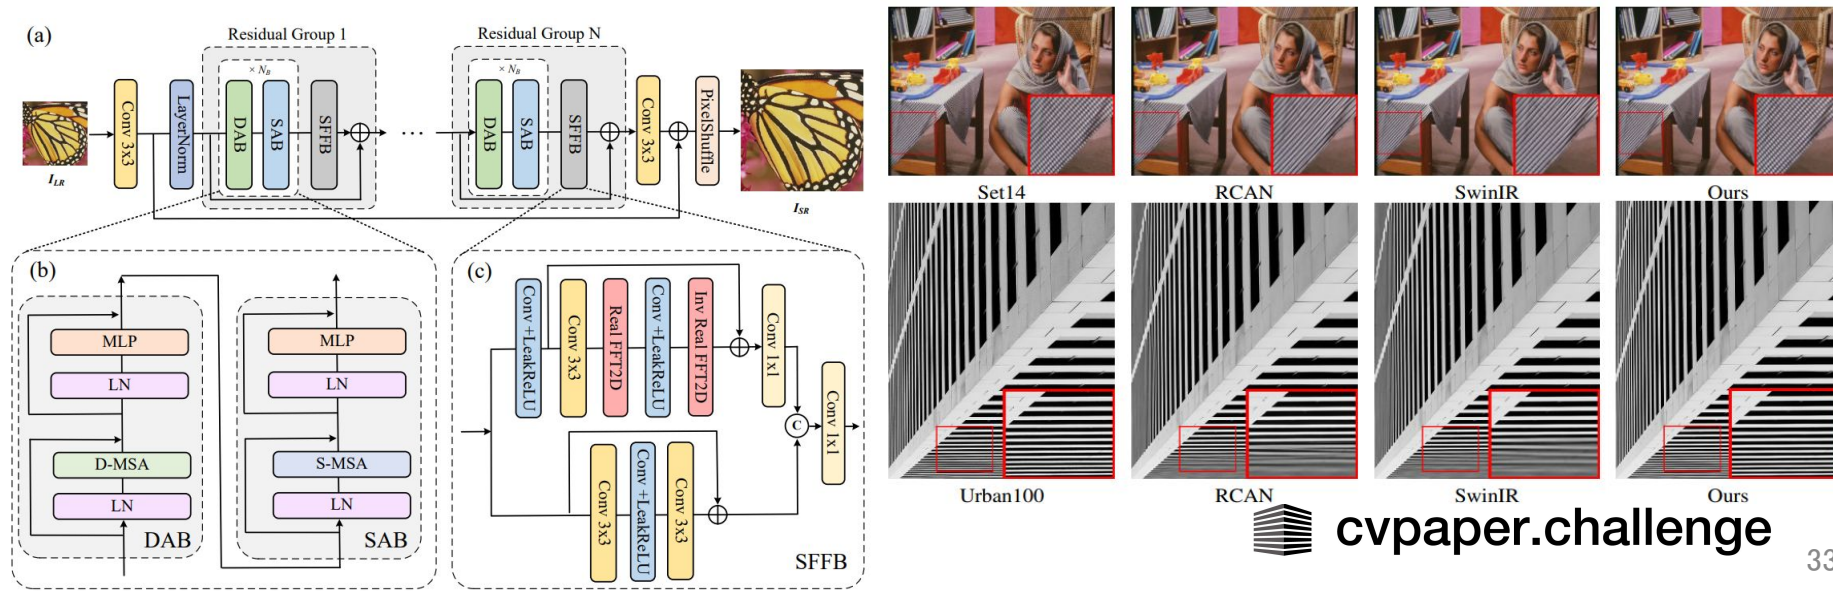 (a)
Residual Group 1
Residual Group N
× N_B
× N_B
Conv 3x3
LayerNorm
DAB
SAB
SFFB
...
DAB
SAB
SFFB
Conv 3x3
PixelShuffle
I_LR
I_SR
(b)
MLP
LN
D-MSA
LN
DAB
MLP
LN
S-MSA
LN
SAB
(c)
Conv +LeakReLU
Conv 3x3
Real FFT2D
Conv +LeakReLU
Inv Real FFT2D
Conv 1x1
C
Conv 1x1
Conv 3x3
Conv +LeakReLU
Conv 3x3
SFFB
Set14
RCAN
SwinIR
Ours
Urban100
RCAN
SwinIR
Ours
cvpaper.challenge
33